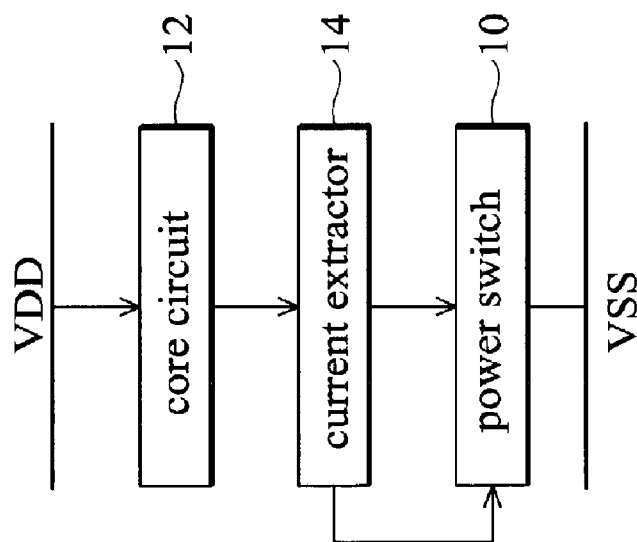 VDD
core circuit
12
current extractor
14
power switch
10
VSS